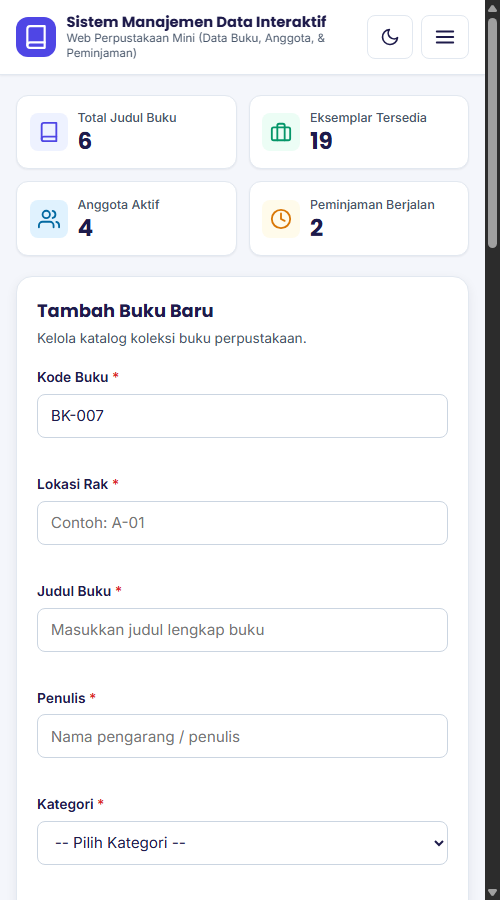 Sistem Manajemen Data Interaktif
Web Perpustakaan Mini (Data Buku, Anggota, &
Peminjaman)
Total Judul Buku
6
Eksemplar Tersedia
19
Anggota Aktif
4
Peminjaman Berjalan
2
Tambah Buku Baru
Kelola katalog koleksi buku perpustakaan.
Kode Buku *
BK-007
Lokasi Rak *
Contoh: A-01
Judul Buku *
Masukkan judul lengkap buku
Penulis *
Nama pengarang / penulis
Kategori *
-- Pilih Kategori --